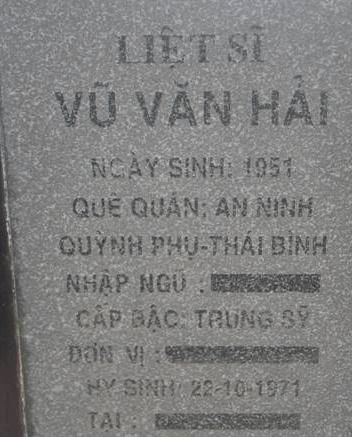 LIỆT SĨ
VŨ VĂN HẢI
NGÀY SINH: 1951
QUÊ QUÁN: AN NINH
QUỲNH PHỤ-THÁI BÌNH
NHẬP NGŨ :
CẤP BẬC: TRUNG SỸ
ĐƠN VỊ :
HY SINH: 22-10-1971
TẠI :